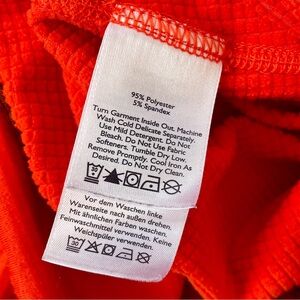 95% Polyester
5% Spandex
Turn Garment Inside Out. Machine
Wash Cold Delicate Separately.
Use Mild Detergent. Do Not
Bleach. Do Not Use Fabric
Softeners. Tumble Dry Low.
Remove Promptly. Cool Iron As
Desired. Do Not Dry Clean.
Vor dem Waschen linke
Warenseite nach außen drehen.
Mit ähnlichen Farben waschen.
Feinwaschmittel verwenden. Keine
Weichspüler verwenden.
30